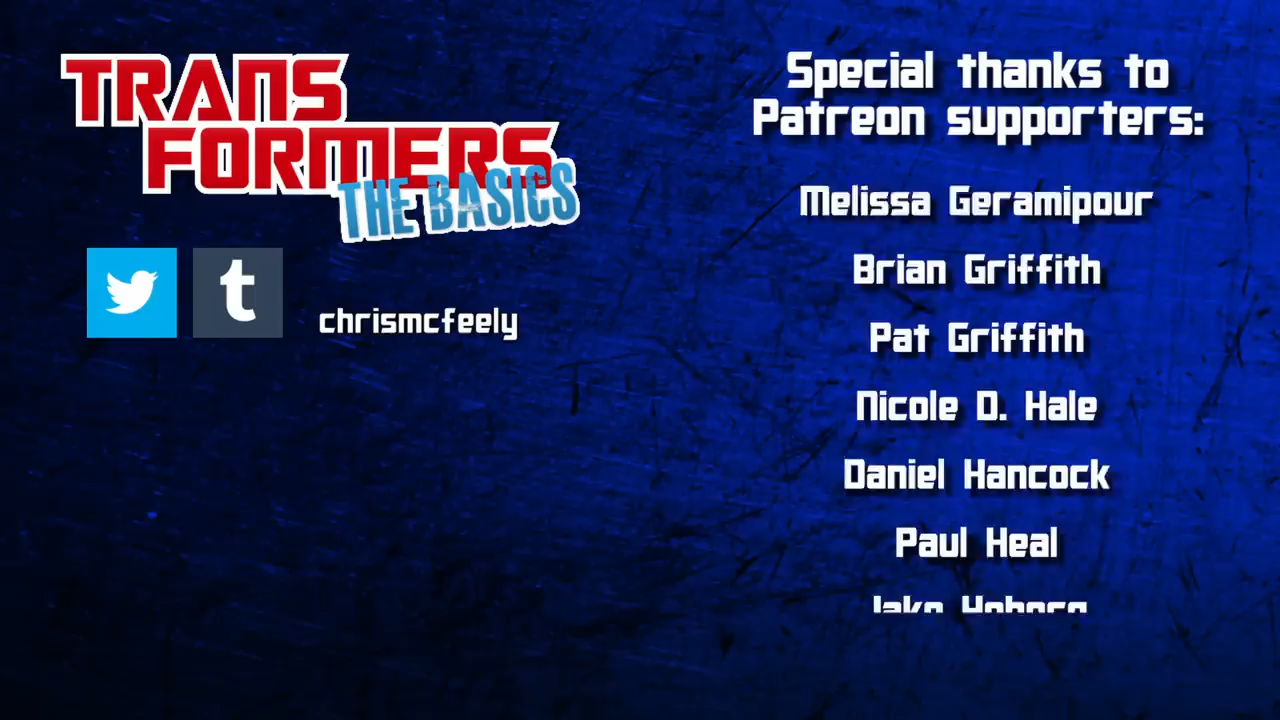 TRANS
FORMERS
THE BASICS
chrismcfeely
Special thanks to
Patreon supporters:
Melissa Geramipour
Brian Griffith
Pat Griffith
Nicole D. Hale
Daniel Hancock
Paul Heal